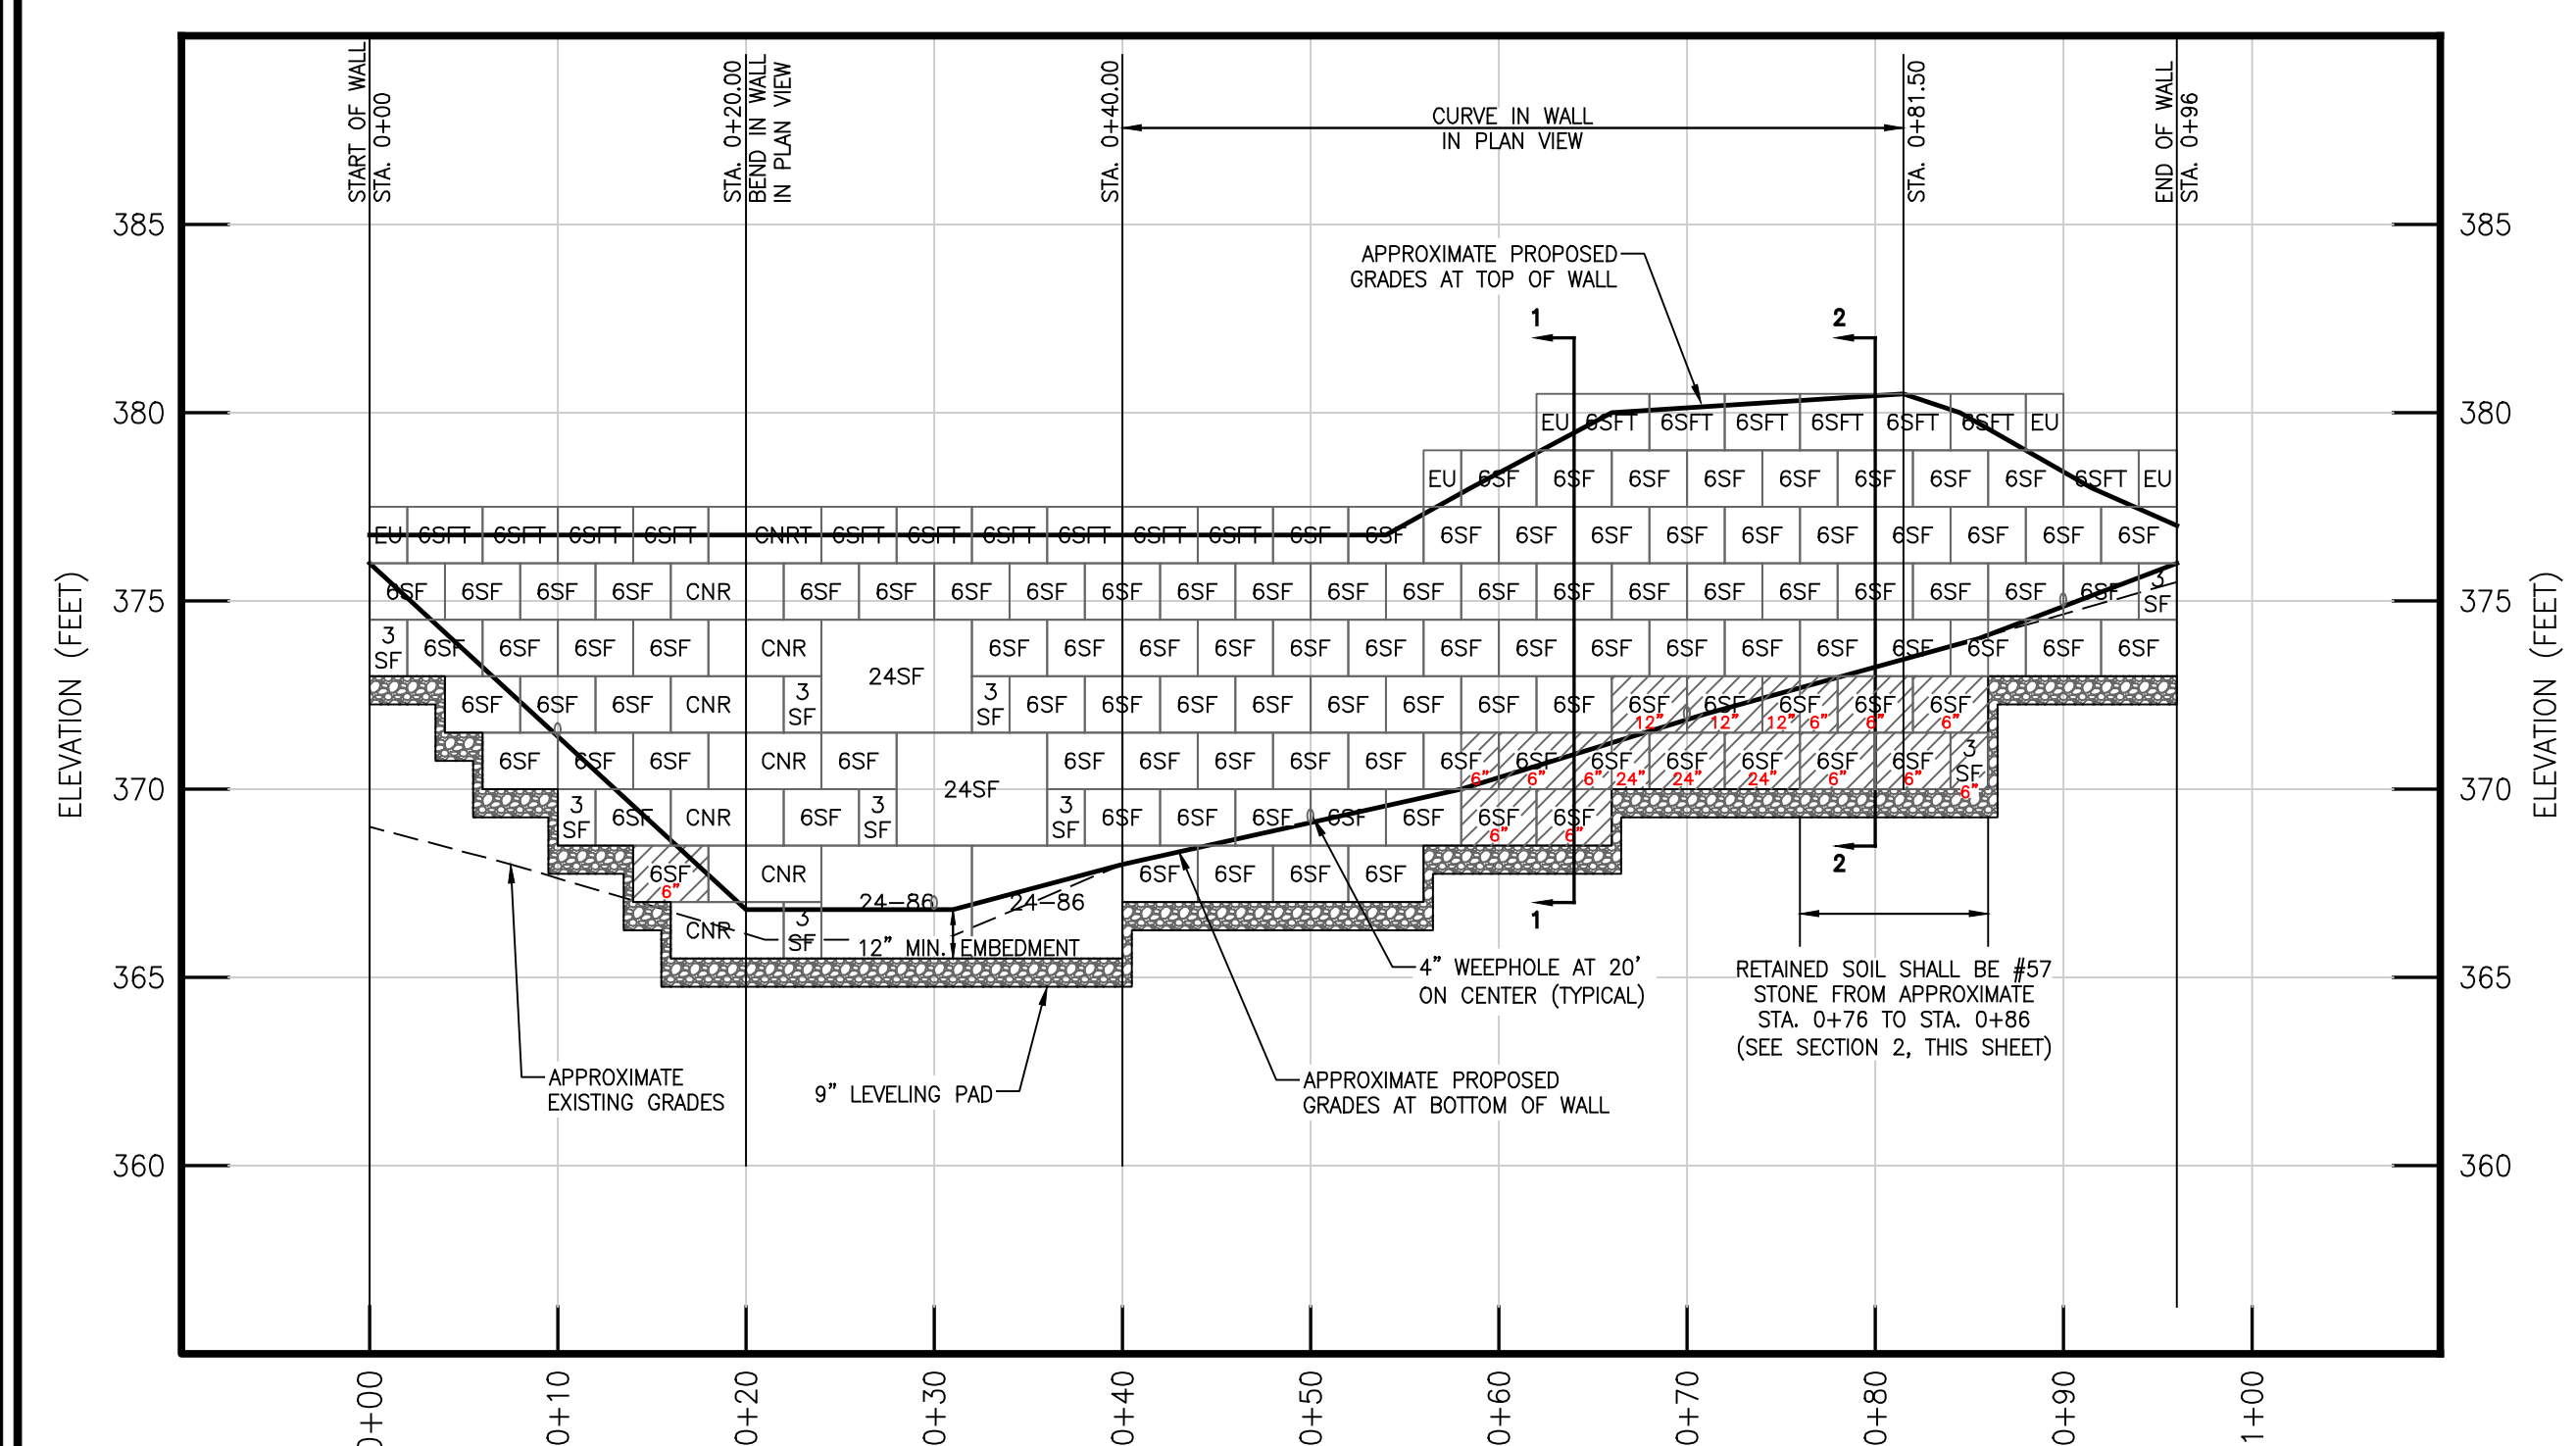 START OF WALL
STA. 0+00
STA. 0+20.00
BEND IN WALL
IN PLAN VIEW
STA. 0+40.00
CURVE IN WALL
IN PLAN VIEW
STA. 0+81.50
END OF WALL
STA. 0+96
385
385
APPROXIMATE PROPOSED
GRADES AT TOP OF WALL
1
2
380
EU 6SFT 6SFT 6SFT 6SFT 6SFT 6SFT EU
380
EU 6SF 6SF 6SF 6SF 6SF 6SF 6SF 6SF 6SFT EU
EU 6SFT 6SFT 6SFT 6SFT CNRT 6SFT 6SFT 6SFT 6SFT 6SFT 6SFT 6SF 6SF 6SF 6SF 6SF 6SF 6SF 6SF 6SF 6SF 6SF 6SF
375
6SF 6SF 6SF 6SF CNR 6SF 6SF 6SF 6SF 6SF 6SF 6SF 6SF 6SF 6SF 6SF 6SF 6SF 6SF 6SF 6SF 6SF 6SF 3
SF
375
3
SF
6SF 6SF 6SF 6SF CNR 24SF 6SF 6SF 6SF 6SF 6SF 6SF 6SF 6SF 6SF 6SF 6SF 6SF 6SF 6SF 6SF 6SF
6SF 6SF 6SF CNR 3
SF
3
SF
6SF 6SF 6SF 6SF 6SF 6SF 6SF 6SF 6SF 6SF 6SF 6SF 6SF
12" 12" 12" 6" 6" 6"
6SF 6SF 6SF CNR 6SF 24SF 6SF 6SF 6SF 6SF 6SF 6SF 6SF 6SF 6SF 6SF 6SF 6SF 3
SF
6" 6" 6" 24" 24" 24" 6" 6" 6"
370
370
3
SF
6SF CNR 6SF 3
SF
3
SF
6SF 6SF 6SF 6SF 6SF 6SF 6SF
6" 6"
6SF CNR 6SF 6SF 6SF 6SF
6"
2
24-86 24-86
1
CNR 3
SF
12" MIN. EMBEDMENT
365
365
4" WEEPHOLE AT 20'
ON CENTER (TYPICAL)
RETAINED SOIL SHALL BE #57
STONE FROM APPROXIMATE
STA. 0+76 TO STA. 0+86
(SEE SECTION 2, THIS SHEET)
APPROXIMATE
EXISTING GRADES
9" LEVELING PAD
APPROXIMATE PROPOSED
GRADES AT BOTTOM OF WALL
360
360
ELEVATION (FEET)
ELEVATION (FEET)
0+00
0+10
0+20
0+30
0+40
0+50
0+60
0+70
0+80
0+90
1+00